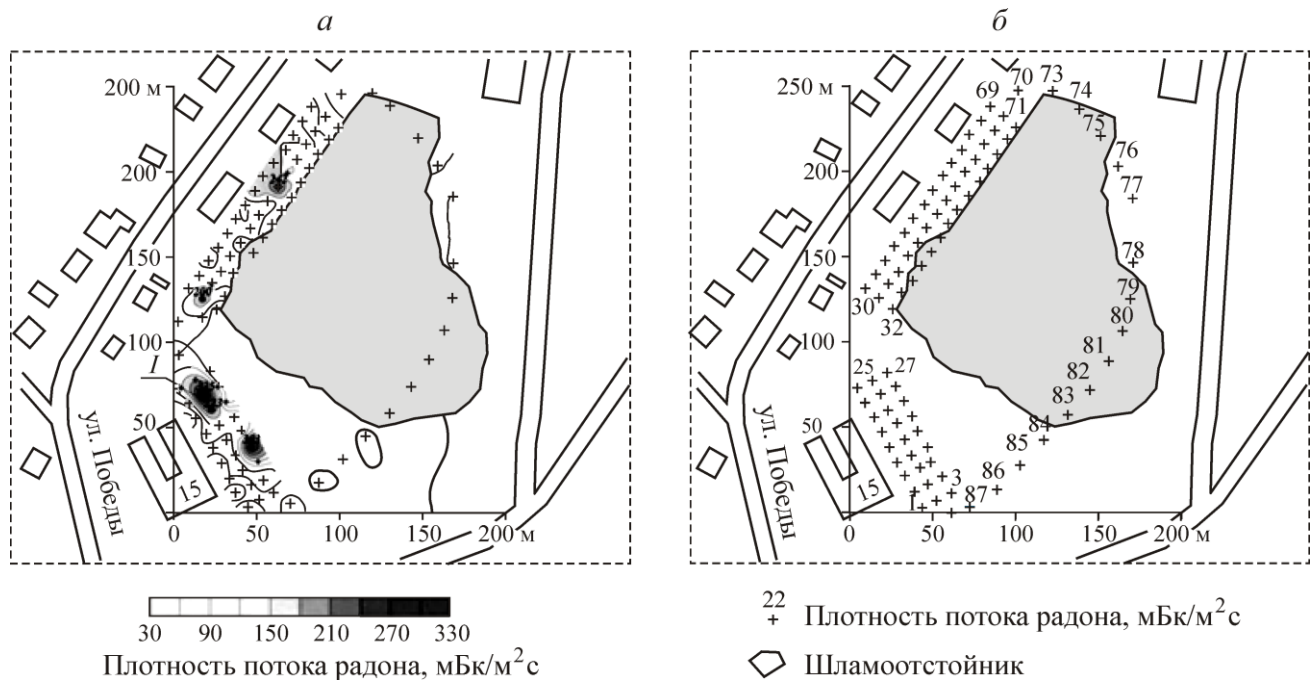 а
200 м
200
150
100
50
I
ул. Победы
15
0 50 100 150 200 м
30 90 150 210 270 330
Плотность потока радона, мБк/м²с
б
250 м
200
150
100
50
70 73
69 74
71 75
76
77
78
79
30 32 80
81
25 27 82
83
84
85
3 86
1 87
ул. Победы
15
0 50 100 150 200 м
22
Плотность потока радона, мБк/м²с
Шламоотстойник